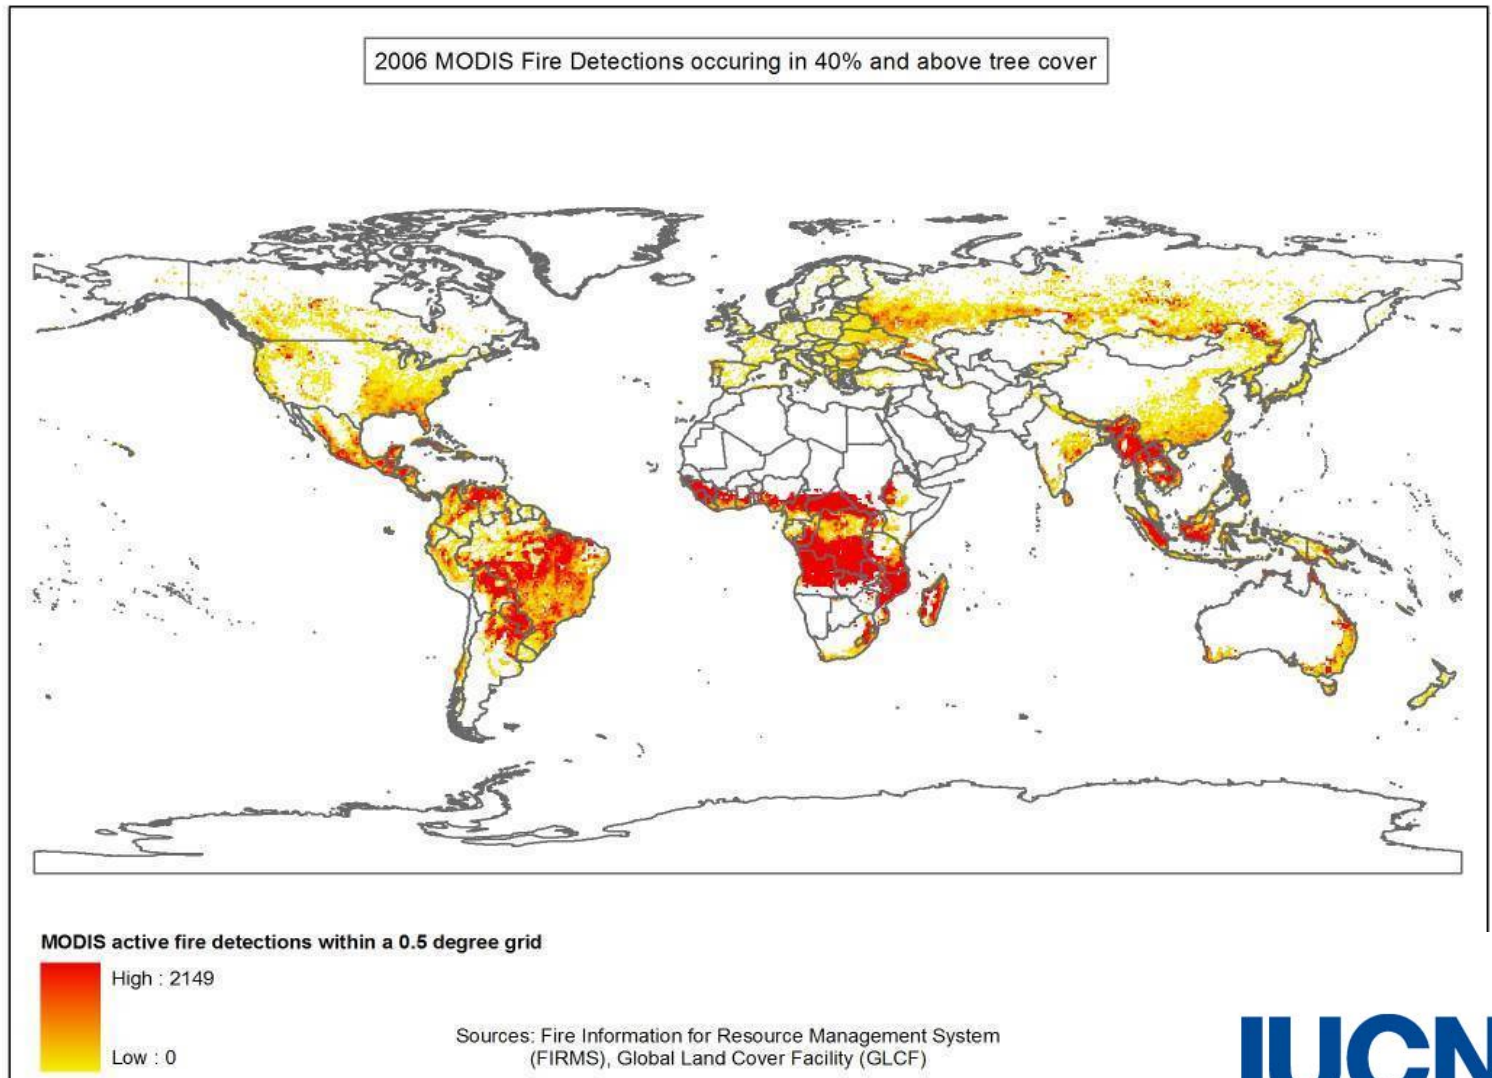 2006 MODIS Fire Detections occuring in 40% and above tree cover
MODIS active fire detections within a 0.5 degree grid
High : 2149
Low : 0
Sources: Fire Information for Resource Management System
(FIRMS), Global Land Cover Facility (GLCF)
IUCN